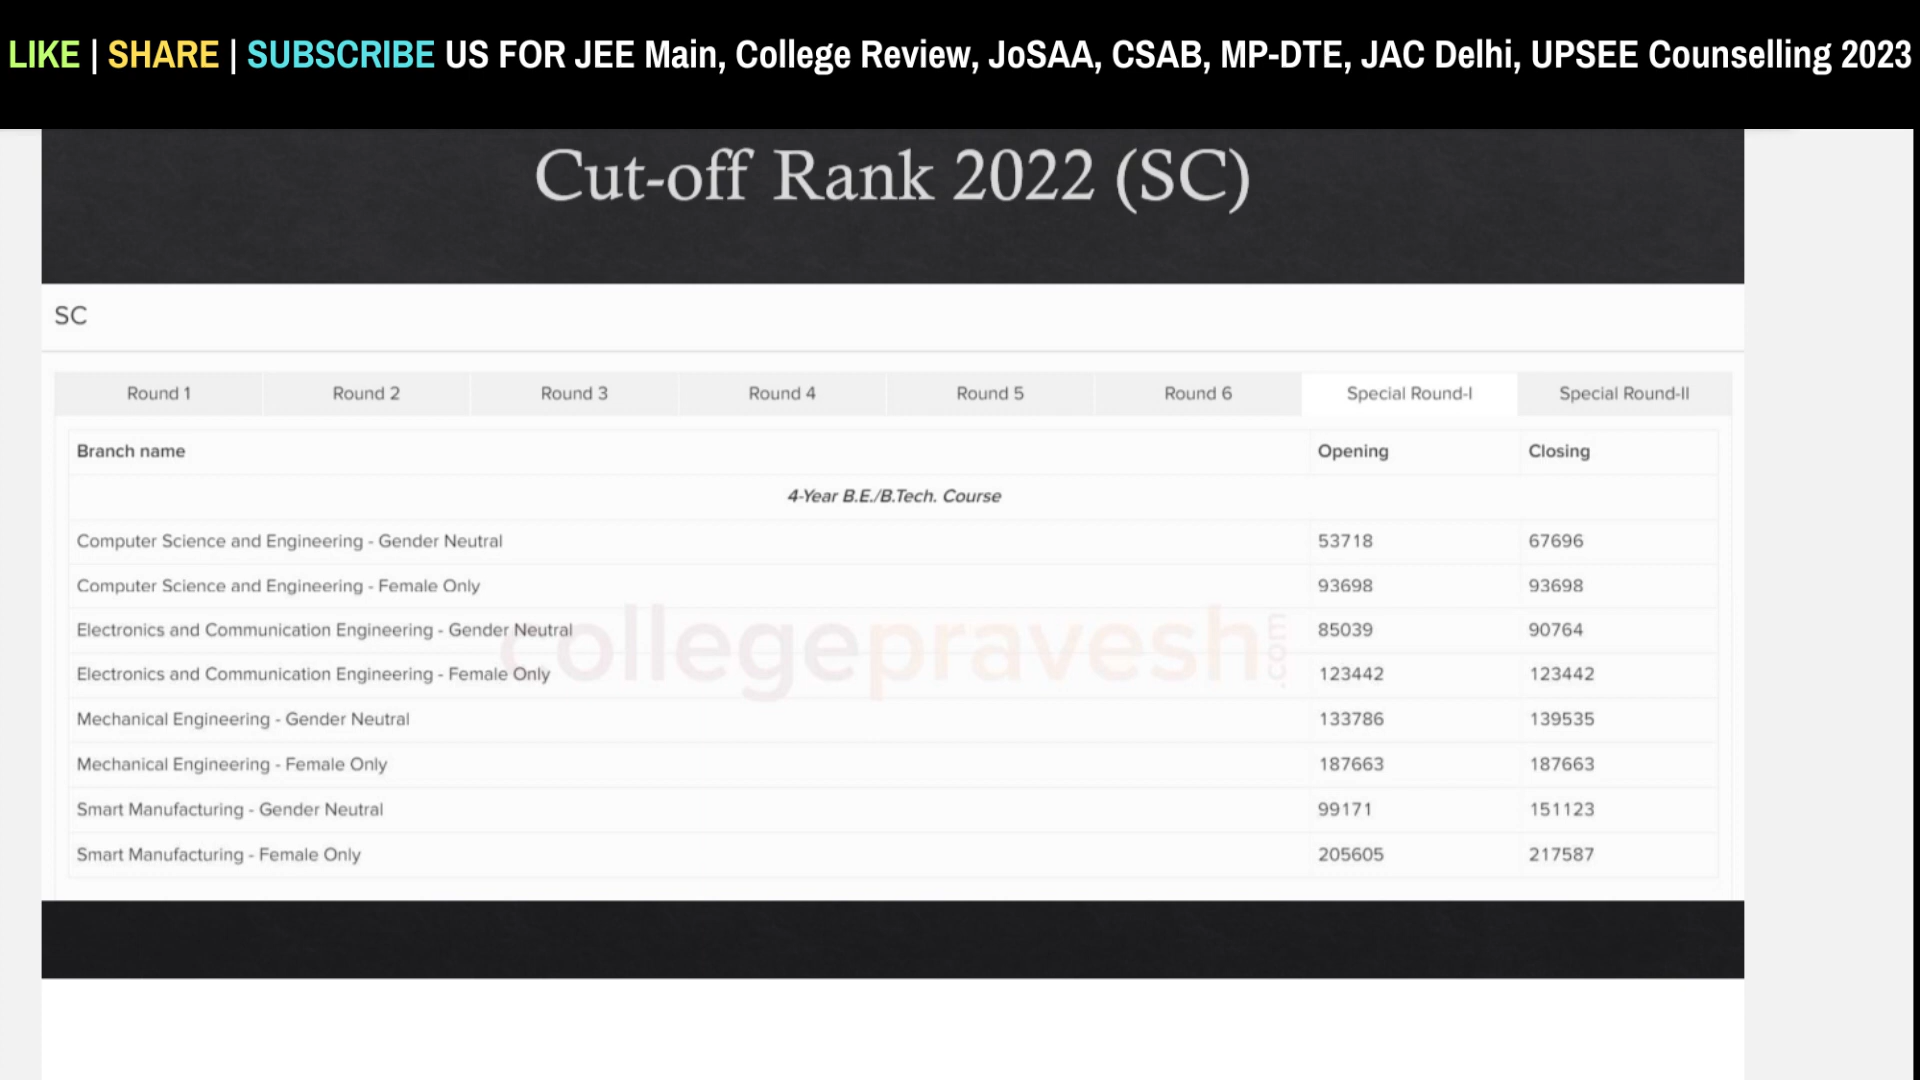 LIKE | SHARE | SUBSCRIBE US FOR JEE Main, College Review, JoSAA, CSAB, MP-DTE, JAC Delhi, UPSEE Counselling 2023
Cut-off Rank 2022 (SC)
SC
Round 1 Round 2 Round 3 Round 4 Round 5 Round 6 Special Round-I Special Round-II
Branch name Opening Closing
4-Year B.E./B.Tech. Course
Computer Science and Engineering - Gender Neutral 53718 67696
Computer Science and Engineering - Female Only 93698 93698
Electronics and Communication Engineering - Gender Neutral 85039 90764
collegepravesh.com
Electronics and Communication Engineering - Female Only 123442 123442
Mechanical Engineering - Gender Neutral 133786 139535
Mechanical Engineering - Female Only 187663 187663
Smart Manufacturing - Gender Neutral 99171 151123
Smart Manufacturing - Female Only 205605 217587